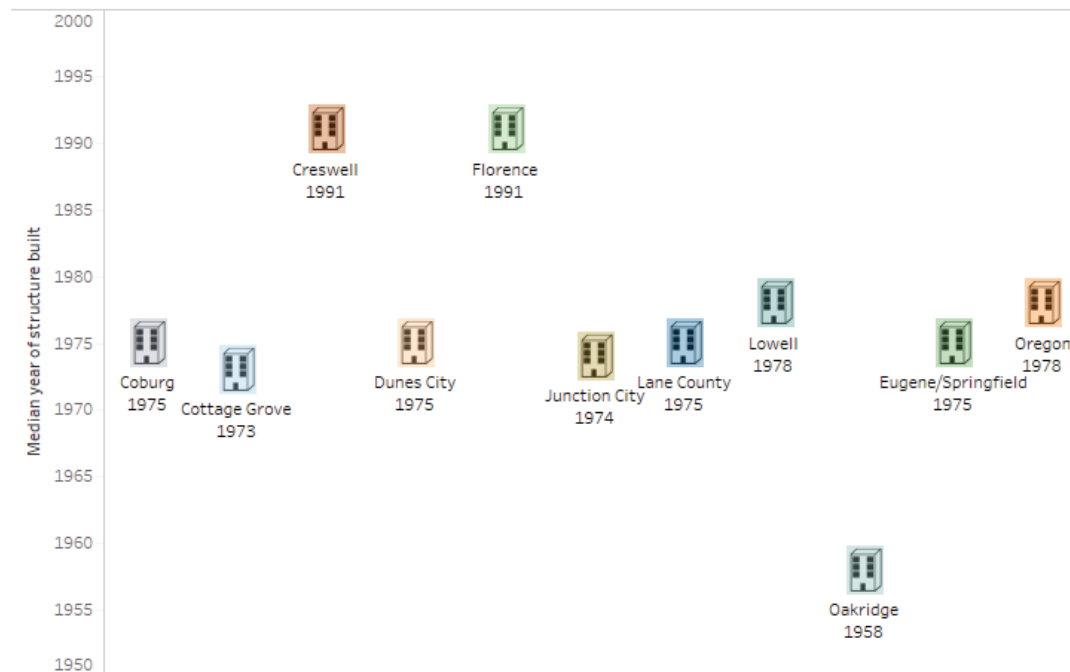 2000
1995
1990
1985
1980
1975
1970
1965
1960
1955
1950
Median year of structure built
Coburg
1975
Cottage Grove
1973
Creswell
1991
Dunes City
1975
Florence
1991
Junction City
1974
Lane County
1975
Lowell
1978
Oakridge
1958
Eugene/Springfield
1975
Oregon
1978